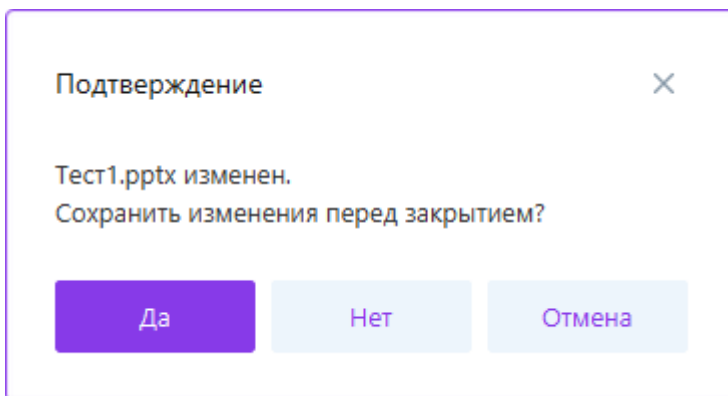 Подтверждение
Тест1.pptx изменен.
Сохранить изменения перед закрытием?
Да Нет Отмена